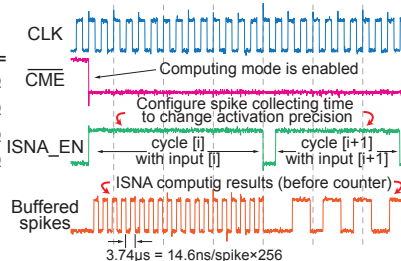 CLK
CME
Computing mode is enabled
Configure spike collecting time
to change activation precision
ISNA_EN
cycle [i]
with input [i]
cycle [i+1]
with input [i+1]
ISNA computig results (before counter)
Buffered
spikes
3.74µs = 14.6ns/spike×256